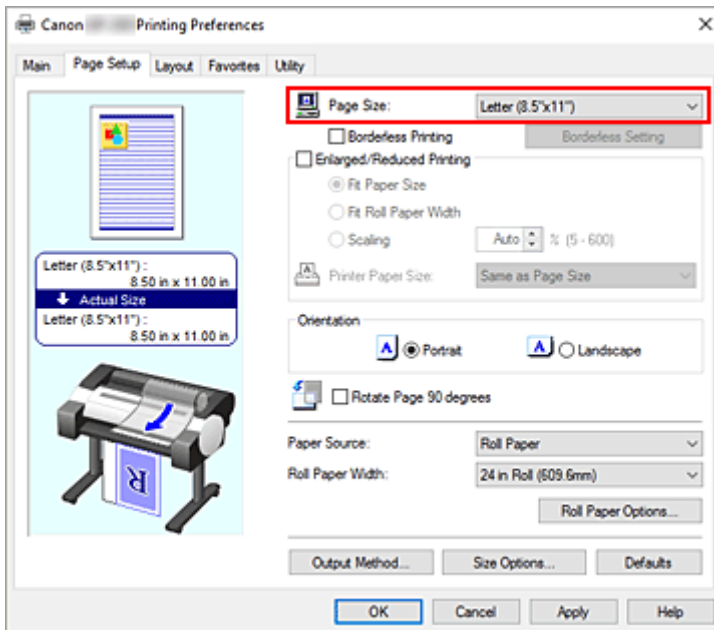 Canon Printing Preferences
Main Page Setup Layout Favorites Utility
Page Size: Letter (8.5"x11")
Borderless Printing Borderless Setting
Enlarged/Reduced Printing
Fit Paper Size
Fit Roll Paper Width
Scaling Auto % (5 - 600)
Printer Paper Size: Same as Page Size
Letter (8.5"x11") :
8.50 in x 11.00 in
Actual Size
Letter (8.5"x11") :
8.50 in x 11.00 in
Orientation
A Portrait A Landscape
Rotate Page 90 degrees
R
Paper Source: Roll Paper
Roll Paper Width: 24 in Roll (609.6mm)
Roll Paper Options...
Output Method... Size Options... Defaults
OK Cancel Apply Help